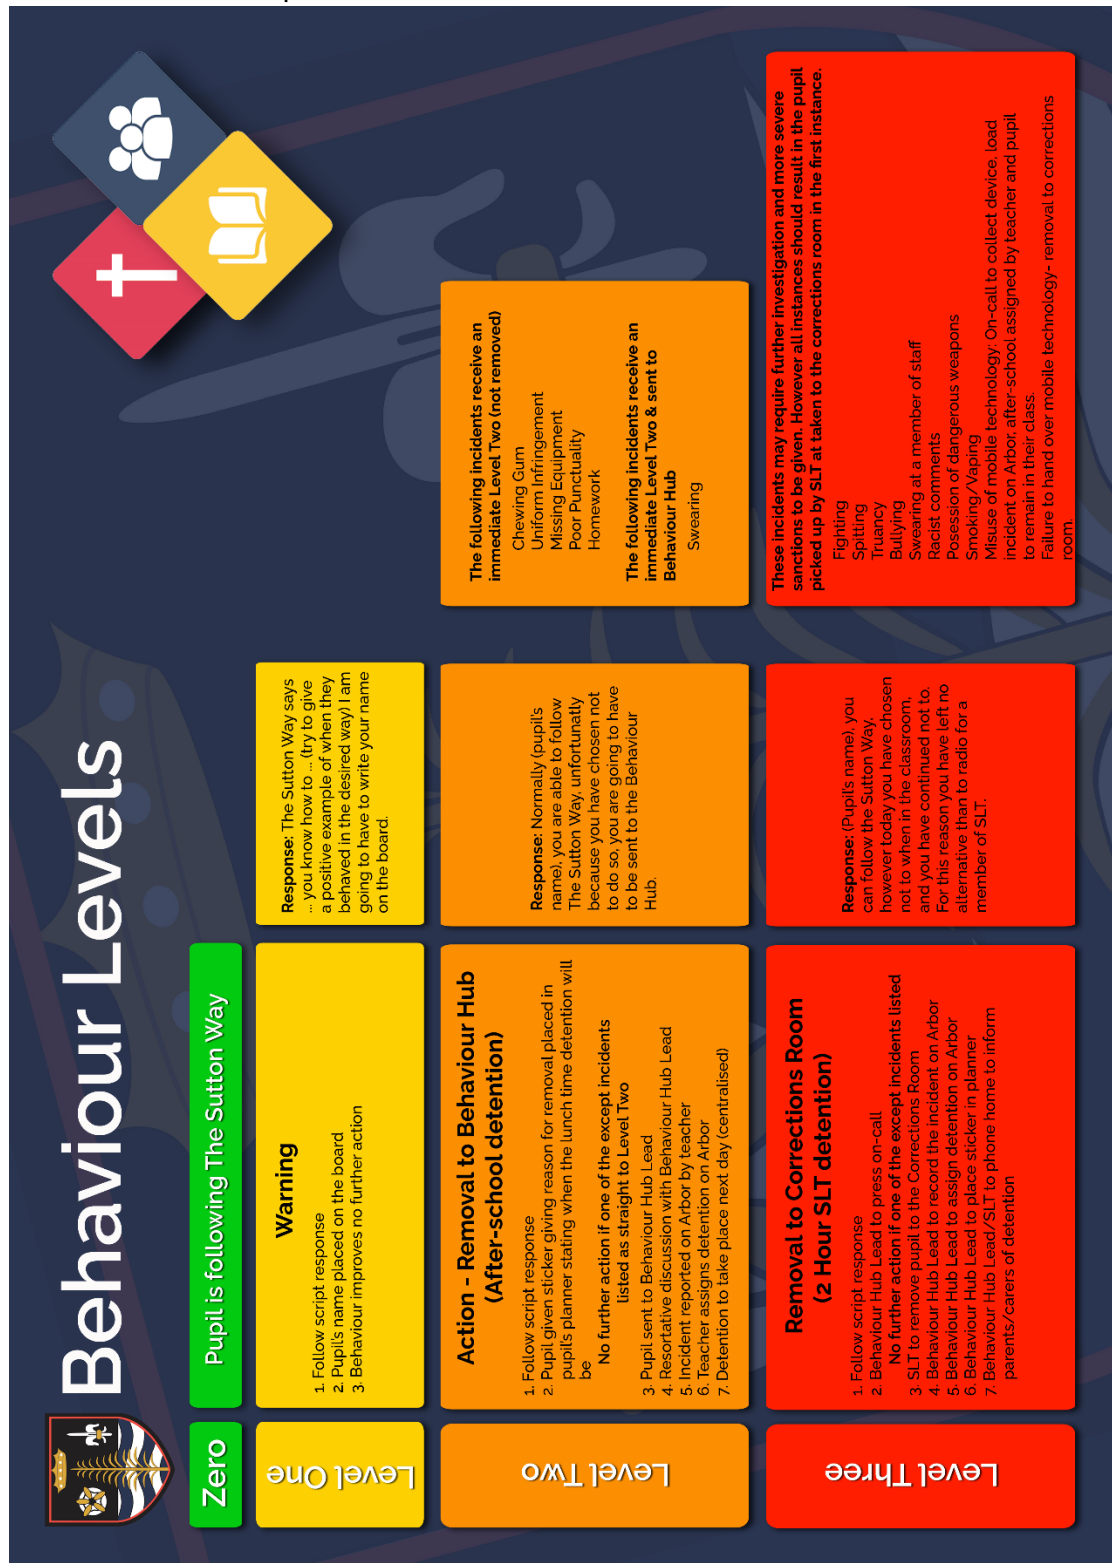 Behaviour Levels
Zero
Pupil is following The Sutton Way
Level One
Warning
1. Follow script response
2. Pupil's name placed on the board
3. Behaviour improves no further action
Response: The Sutton Way says
... you know how to ... (try to give
a positive example of when they
behaved in the desired way) I am
going to have to write your name
on the board.
Level Two
Action - Removal to Behaviour Hub
(After-school detention)
1. Follow script response
2. Pupil given sticker giving reason for removal placed in
pupil's planner stating when the lunch time detention will
be
No further action if one of the except incidents
listed as straight to Level Two
3. Pupil sent to Behaviour Hub Lead
4. Resortative discussion with Behaviour Hub Lead
5. Incident reported on Arbor by teacher
6. Teacher assigns detention on Arbor
7. Detention to take place next day (centralised)
Response: Normally (pupil's
name), you are able to follow
The Sutton Way, unfortunatly
because you have chosen not
to do so, you are going to have
to be sent to the Behaviour
Hub.
The following incidents receive an
immediate Level Two (not removed)
Chewing Gum
Uniform Infringement
Missing Equipment
Poor Punctuality
Homework
The following incidents receive an
immediate Level Two & sent to
Behaviour Hub
Swearing
Level Three
Removal to Corrections Room
(2 Hour SLT detention)
1. Follow script response
2. Behaviour Hub Lead to press on-call
No further action if one of the except incidents listed
3 SLT to remove pupil to the Corrections Room
4. Behaviour Hub Lead to record the incident on Arbor
5. Behaviour Hub Lead to assign detention on Arbor
6. Behaviour Hub Lead to place sticker in planner
7. Behaviour Hub Lead/SLT to phone home to inform
parents/carers of detention
Response: (Pupil's name), you
can follow the Sutton Way,
however today you have chosen
not to when in the classroom,
and you have continued not to.
For this reason you have left no
alternative than to radio for a
member of SLT.
These incidents may require further investigation and more severe
sanctions to be given. However all instances should result in the pupil
picked up by SLT at taken to the corrections room in the first instance.
Fighting
Spitting
Truancy
Bullying
Swearing at a member of staff
Racist comments
Posession of dangerous weapons
Smoking/Vaping
Misuse of mobile technology: On-call to collect device, load
incident on Arbor, after-school assigned by teacher and pupil
to remain in their class.
Failure to hand over mobile technology- removal to corrections
room.